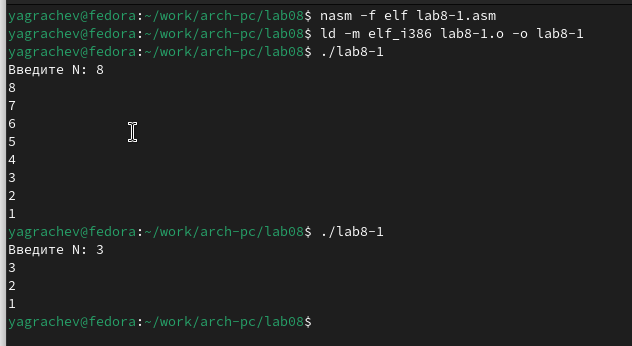 yagrachev@fedora:~/work/arch-pc/lab08$ nasm -f elf lab8-1.asm
yagrachev@fedora:~/work/arch-pc/lab08$ ld -m elf_i386 lab8-1.o -o lab8-1
yagrachev@fedora:~/work/arch-pc/lab08$ ./lab8-1
Введите N: 8
8
7
6
5
4
3
2
1
yagrachev@fedora:~/work/arch-pc/lab08$ ./lab8-1
Введите N: 3
3
2
1
yagrachev@fedora:~/work/arch-pc/lab08$